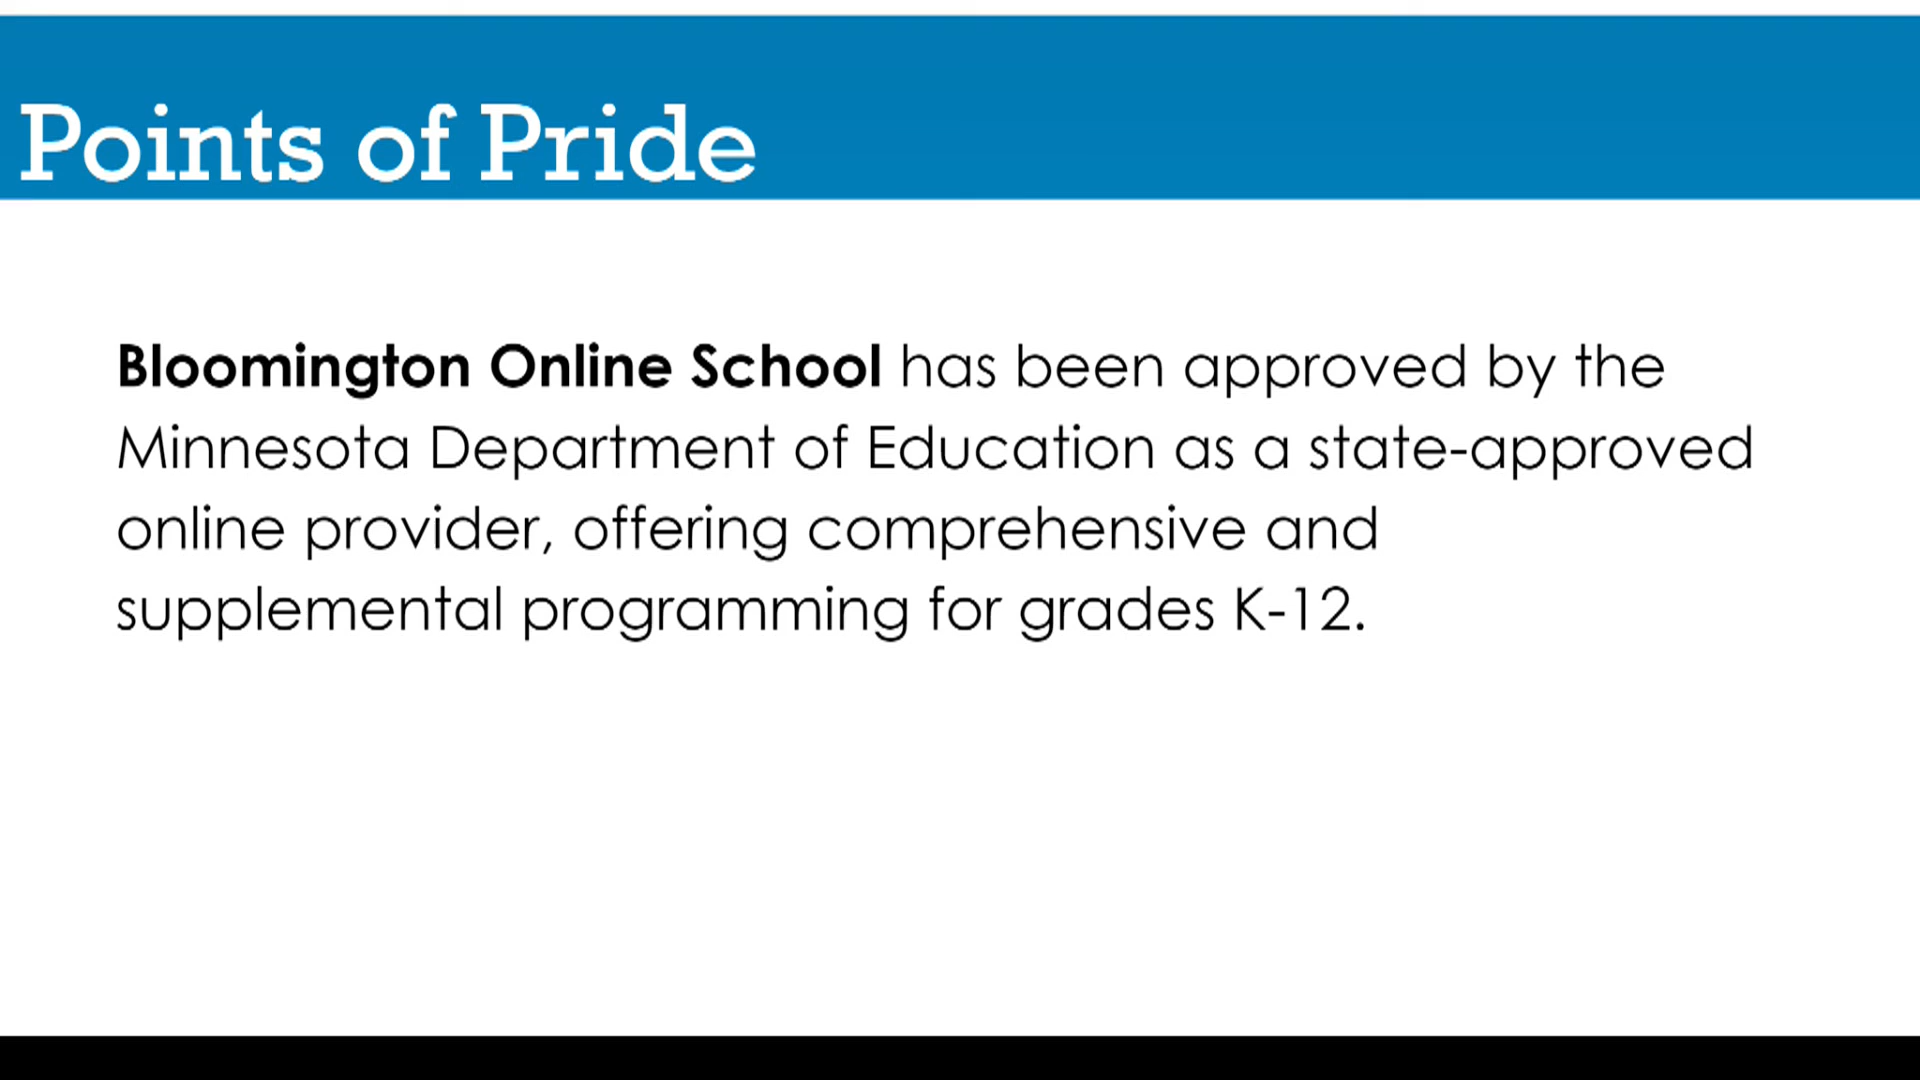 Points of Pride
Bloomington Online School has been approved by the
Minnesota Department of Education as a state-approved
online provider, offering comprehensive and
supplemental programming for grades K-12.